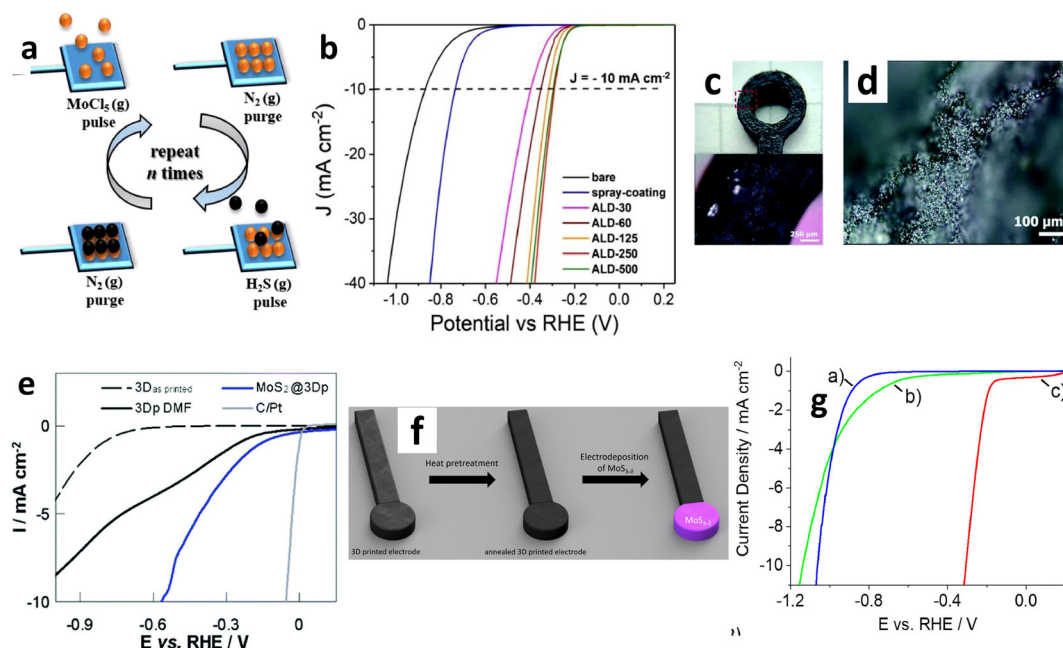 a
MoCl5 (g)
pulse
N2 (g)
purge
repeat
n times
N2 (g)
purge
H2S (g)
pulse
b
J (mA cm-2)
0
-10
-20
-30
-40
J = - 10 mA cm-2
bare
spray-coating
ALD-30
ALD-60
ALD-125
ALD-250
ALD-500
-1.0 -0.8 -0.6 -0.4 -0.2 0.0 0.2
Potential vs RHE (V)
c
250 µm
d
100 µm
e
3Das printed
MoS2@3Dp
3Dp DMF
C/Pt
I / mA cm-2
0
-5
-10
-0.9 -0.6 -0.3 0
E vs. RHE / V
f
Heat pretreatment
Electrodeposition
of MoS3-δ
MoS3-δ
3D printed electrode
annealed 3D printed electrode
g
a)
b)
c)
Current Density / mA cm-2
0
-2
-4
-6
-8
-10
-1.2 -0.8 -0.4 0.0
E vs. RHE / V